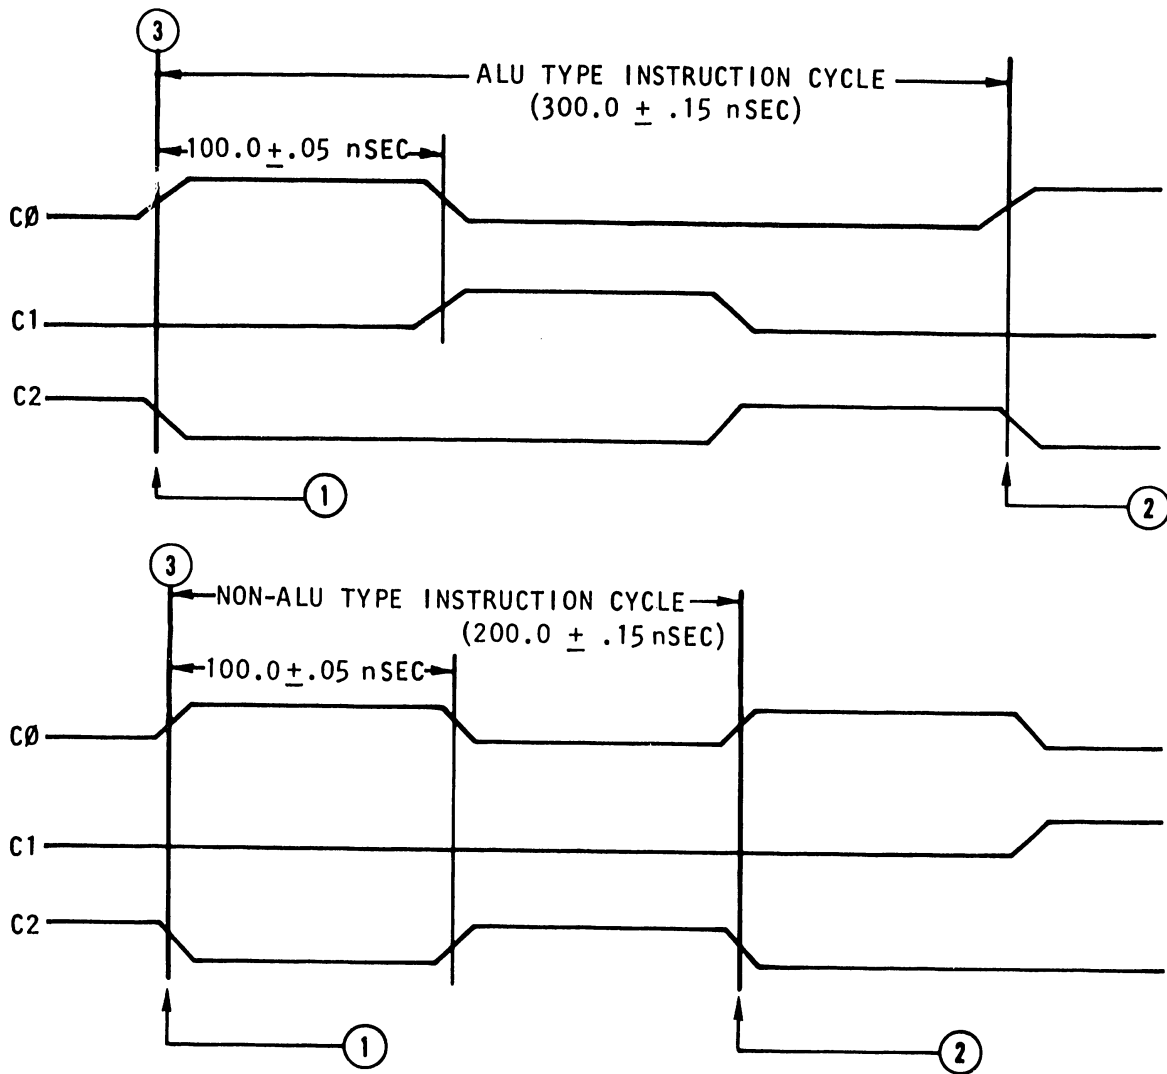 3
ALU TYPE INSTRUCTION CYCLE
(300.0 ± .15 nSEC)
100.0 ± .05 nSEC
CØ
C1
C2
1
2
3
NON-ALU TYPE INSTRUCTION CYCLE
(200.0 ± .15 nSEC)
100.0 ± .05 nSEC
CØ
C1
C2
1
2